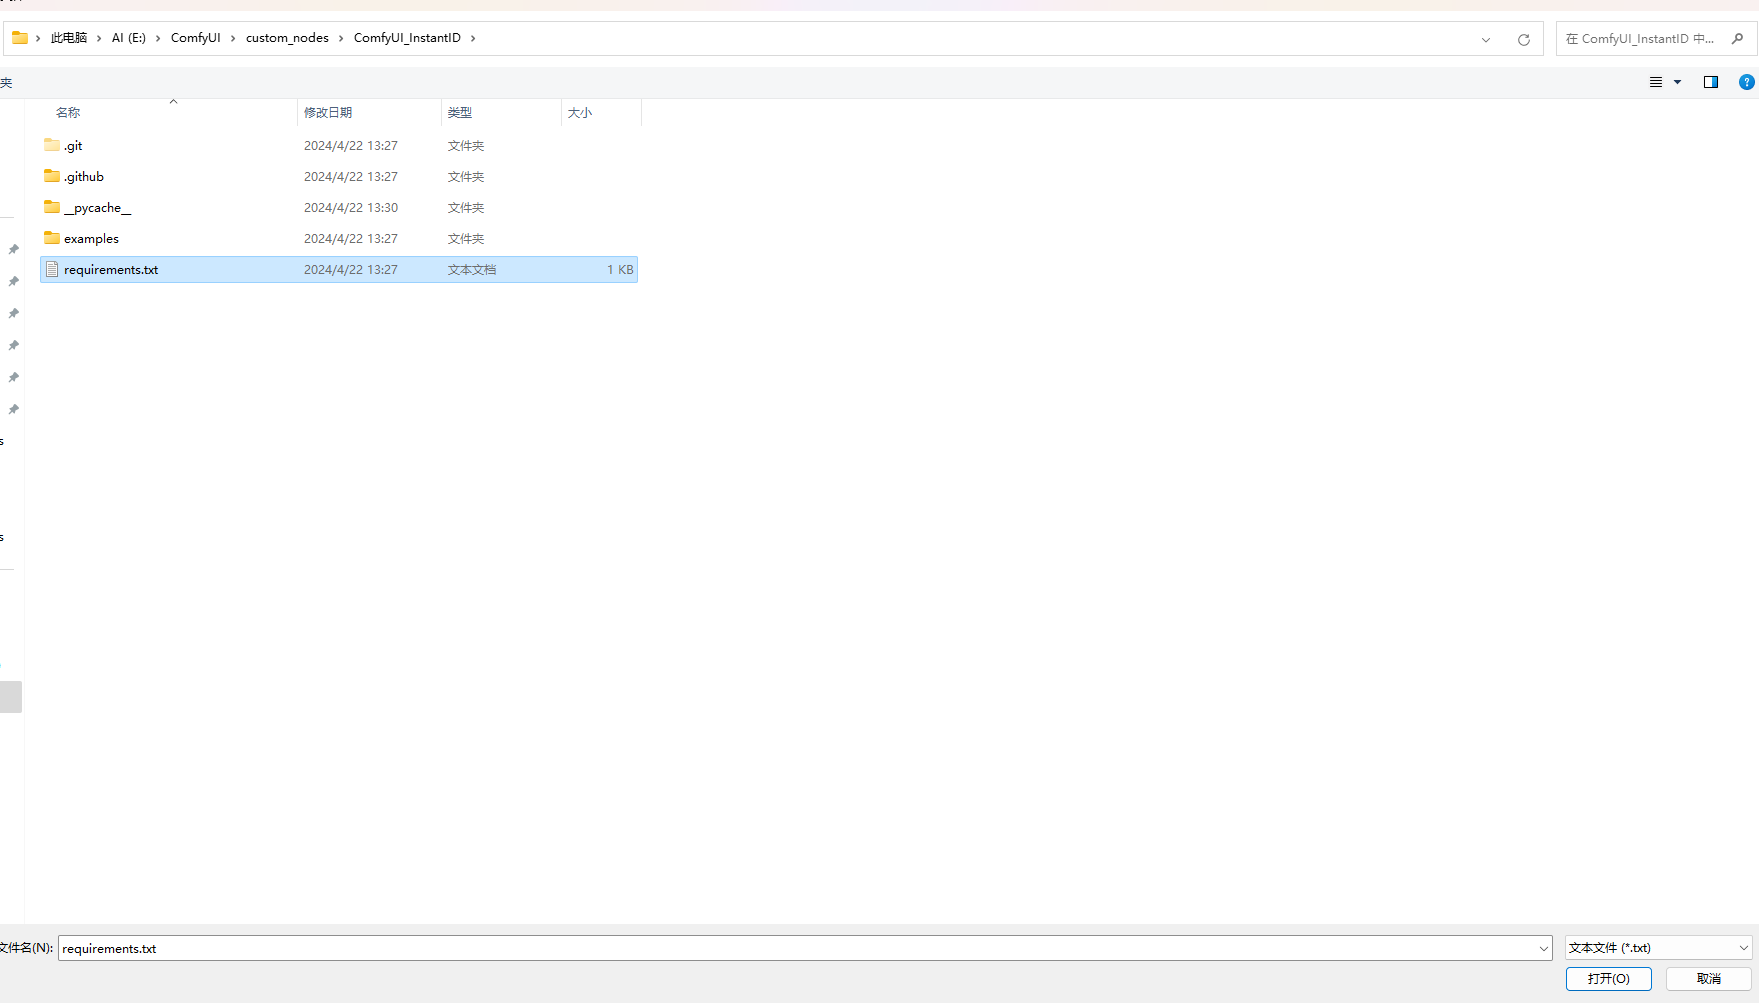 此电脑 › AI (E:) › ComfyUI › custom_nodes › ComfyUI_InstantID ›
在 ComfyUI_InstantID 中...
夹
名称 修改日期 类型 大小
.git 2024/4/22 13:27 文件夹
.github 2024/4/22 13:27 文件夹
__pycache__ 2024/4/22 13:30 文件夹
examples 2024/4/22 13:27 文件夹
requirements.txt 2024/4/22 13:27 文本文档 1 KB
s
s
文件名(N): requirements.txt 文本文件 (*.txt)
打开(O) 取消